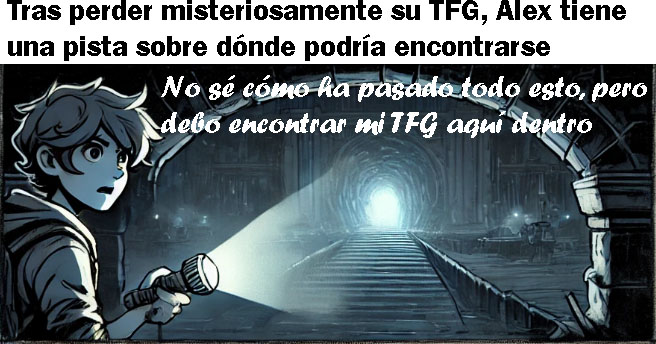 Tras perder misteriosamente su TFG, Alex tiene
una pista sobre dónde podría encontrarse
No sé cómo ha pasado todo esto, pero
debo encontrar mi TFG aquí dentro